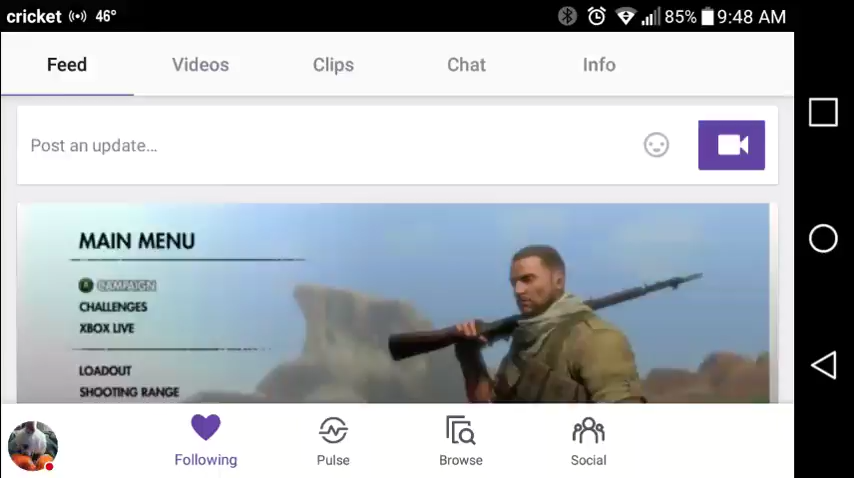 cricket 46° 85% 9:48 AM
Feed Videos Clips Chat Info
Post an update...
MAIN MENU
CAMPAIGN
CHALLENGES
XBOX LIVE
LOADOUT
SHOOTING RANGE
Following Pulse Browse Social